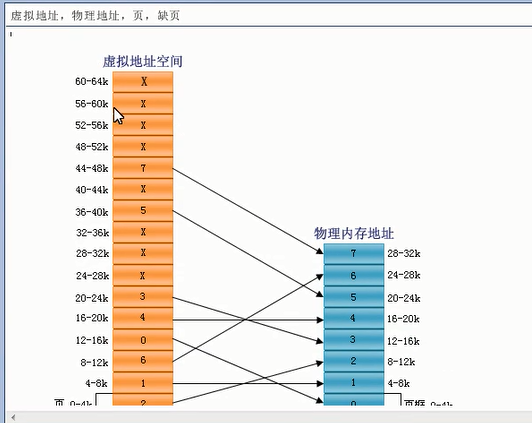 虚拟地址，物理地址，页，缺页
虚拟地址空间
60-64k X
56-60k X
52-56k X
48-52k X
44-48k 7
40-44k X
36-40k 5
32-36k X
28-32k X
24-28k X
20-24k 3
16-20k 4
12-16k 0
8-12k 6
4-8k 1
页 0-4k 2
物理内存地址
7 28-32k
6 24-28k
5 20-24k
4 16-20k
3 12-16k
2 8-12k
1 4-8k
0 页框 0-4k